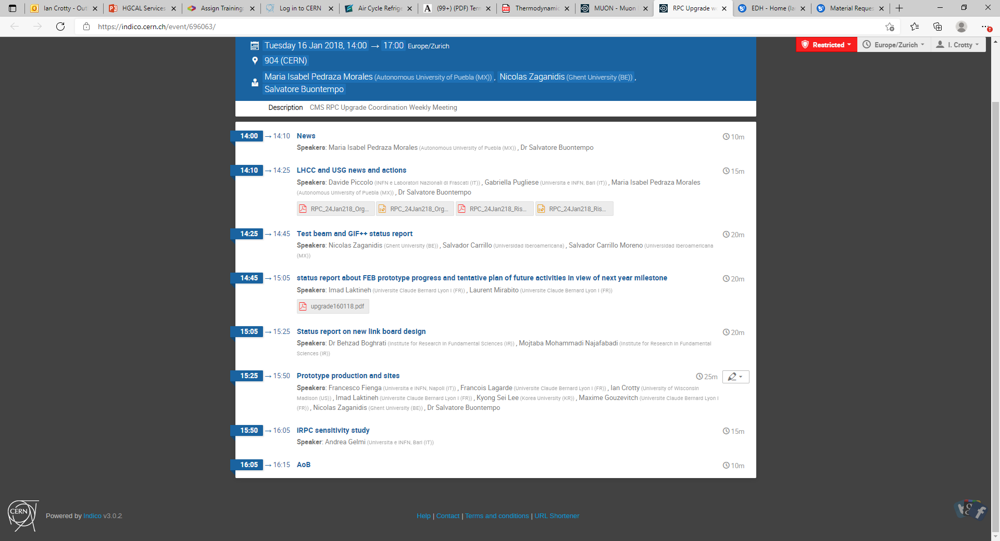 Ian Crotty - Out
HGCAL Services
Assign Training
Log in to CERN
Air Cycle Refrige
(99+) (PDF) Terr
Thermodynamic
MUON - Muon
RPC Upgrade wo
EDH - Home (Ia
Material Reques
https://indico.cern.ch/event/696063/
Tuesday 16 Jan 2018, 14:00 → 17:00 Europe/Zurich
Restricted
Europe/Zurich
I. Crotty
904 (CERN)
Maria Isabel Pedraza Morales (Autonomous University of Puebla (MX)) , Nicolas Zaganidis (Ghent University (BE)) ,
Salvatore Buontempo
Description CMS RPC Upgrade Coordination Weekly Meeting
14:00 → 14:10 News 10m
Speakers: Maria Isabel Pedraza Morales (Autonomous University of Puebla (MX)) , Dr Salvatore Buontempo
14:10 → 14:25 LHCC and USG news and actions 15m
Speakers: Davide Piccolo (INFN e Laboratori Nazionali di Frascati (IT)) , Gabriella Pugliese (Universita e INFN, Bari (IT)) , Maria Isabel Pedraza Morales
(Autonomous University of Puebla (MX)) , Dr Salvatore Buontempo
RPC_24Jan218_Org... RPC_24Jan218_Org... RPC_24Jan218_Ris... RPC_24Jan218_Ris...
14:25 → 14:45 Test beam and GIF++ status report 20m
Speakers: Nicolas Zaganidis (Ghent University (BE)) , Salvador Carrillo (Universidad Iberoamericana) , Salvador Carrillo Moreno (Universidad Iberoamericana
(MX))
14:45 → 15:05 status report about FEB prototype progress and tentative plan of future activities in view of next year milestone 20m
Speakers: Imad Laktineh (Universite Claude Bernard Lyon I (FR)) , Laurent Mirabito (Universite Claude Bernard Lyon I (FR))
upgrade160118.pdf
15:05 → 15:25 Status report on new link board design 20m
Speakers: Dr Behzad Boghrati (Institute for Research in Fundamental Sciences (IR)) , Mojtaba Mohammadi Najafabadi (Institute for Research in Fundamental
Sciences (IR))
15:25 → 15:50 Prototype production and sites 25m
Speakers: Francesco Fienga (Universita e INFN, Napoli (IT)) , Francois Lagarde (Universite Claude Bernard Lyon I (FR)) , Ian Crotty (University of Wisconsin
Madison (US)) , Imad Laktineh (Universite Claude Bernard Lyon I (FR)) , Kyong Sei Lee (Korea University (KR)) , Maxime Gouzevitch (Universite Claude Bernard Lyon I
(FR)) , Nicolas Zaganidis (Ghent University (BE)) , Dr Salvatore Buontempo
15:50 → 16:05 iRPC sensitivity study 15m
Speaker: Andrea Gelmi (Universita e INFN, Bari (IT))
16:05 → 16:15 AoB 10m
CERN
Powered by Indico v3.0.2
Help | Contact | Terms and conditions | URL Shortener